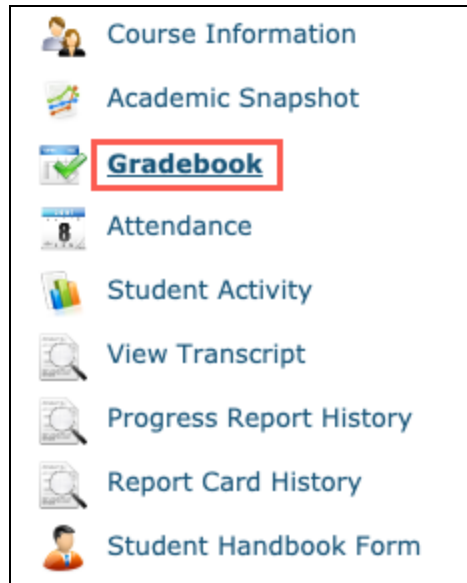 Course Information
Academic Snapshot
Gradebook
8
Attendance
Student Activity
View Transcript
Progress Report History
Report Card History
Student Handbook Form